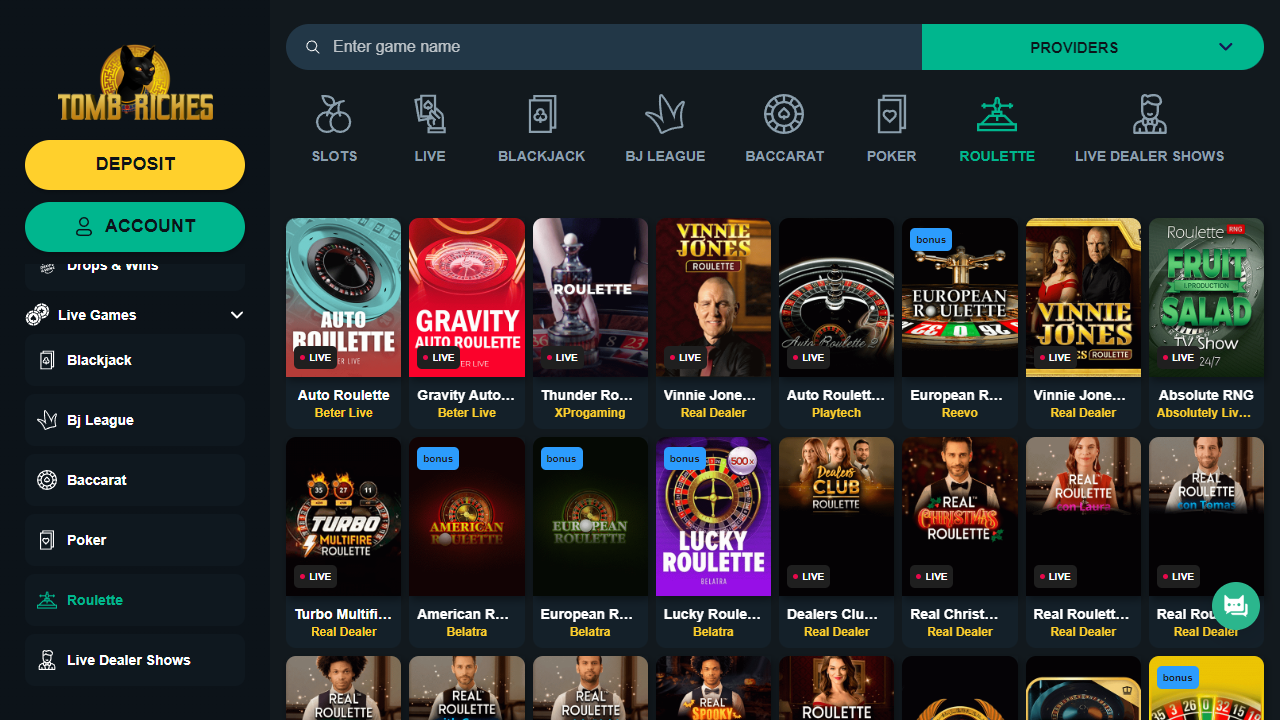 TOMB RICHES
DEPOSIT
ACCOUNT
Drops & Wins
Live Games
Blackjack
Bj League
Baccarat
Poker
Roulette
Live Dealer Shows
Enter game name
PROVIDERS
SLOTS
LIVE
BLACKJACK
BJ LEAGUE
BACCARAT
POKER
ROULETTE
LIVE DEALER SHOWS
AUTO
ROULETTE
LIVE
ER LIVE
Auto Roulette
Beter Live
GRAVITY
AUTO ROULETTE
LIVE
ER LIVE
Gravity Auto...
Beter Live
ROULETTE
LIVE
Thunder Ro...
XProgaming
VINNIE
JONES
ROULETTE
LIVE
Vinnie Jone...
Real Dealer
Auto Roulette 2
LIVE
Auto Roulett...
Playtech
bonus
EUROPEAN
ROULETTE
European R...
Reevo
VINNIE
JONES
ROULETTE
LIVE
Vinnie Jone...
Real Dealer
Roulette RNG
FRUIT
L PRODUCTION
SALAD
TV Show
LIVE
24/7
Absolute RNG
Absolutely Liv...
35 27 11
TURBO
MULTIFIRE
ROULETTE
LIVE
Turbo Multifi...
Real Dealer
bonus
AMERICAN
ROULETTE
American R...
Belatra
bonus
EUROPEAN
ROULETTE
European R...
Belatra
bonus
500x
LUCKY
ROULETTE
BELATRA
Lucky Roule...
Belatra
Dealers
CLUB
ROULETTE
LIVE
Dealers Clu...
Real Dealer
REAL
CHRISTMAS
ROULETTE
LIVE
Real Christ...
Real Dealer
REAL
ROULETTE
con Laura
LIVE
Real Roulett...
Real Dealer
REAL
ROULETTE
LIVE
Real Rou
Real Dealer
REAL
ROULETTE
REAL
ROULETTE
REAL
ROULETTE
REAL
SPOOKY
REAL
ROULETTE
bonus